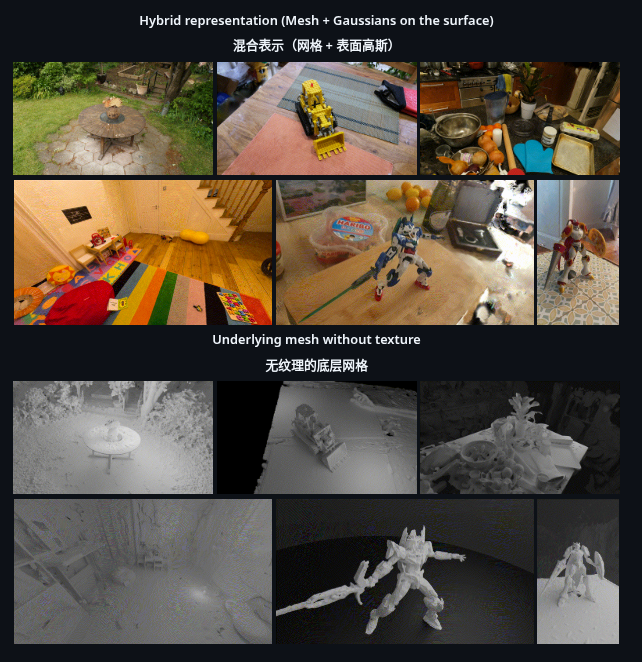 Hybrid representation (Mesh + Gaussians on the surface)
混合表示（网格 + 表面高斯）
HARIBO
Underlying mesh without texture
无纹理的底层网格